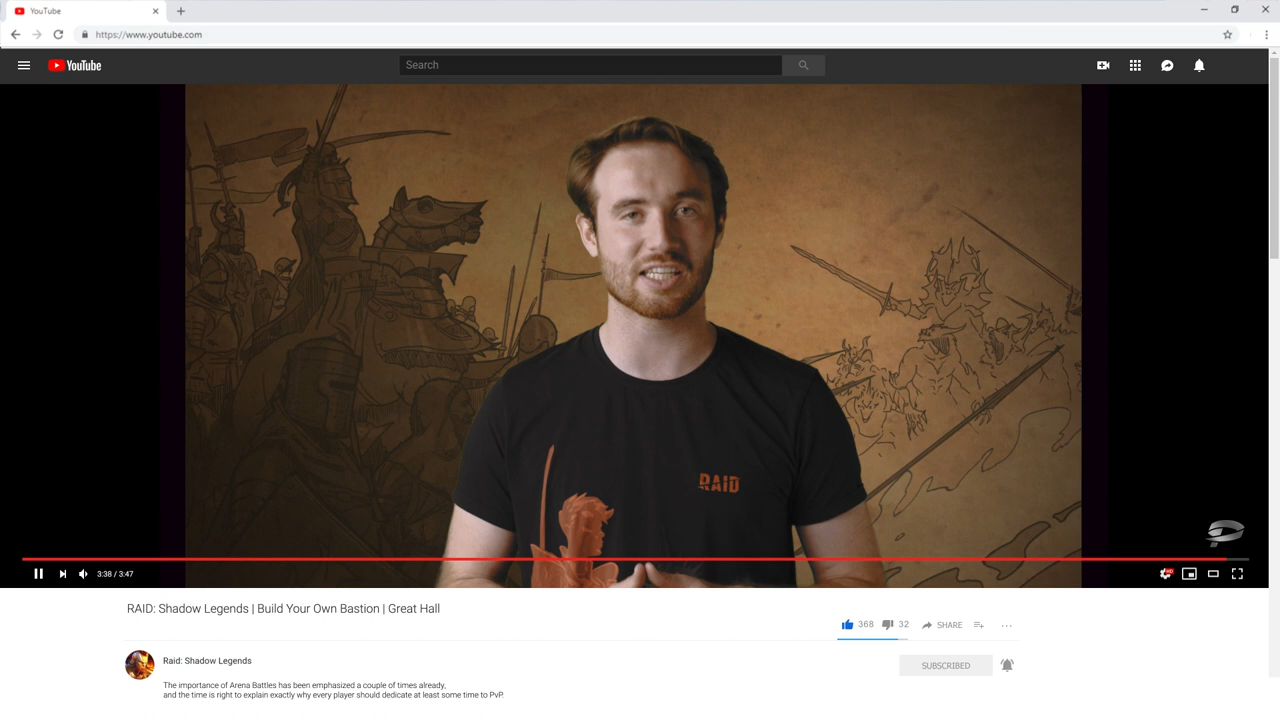 YouTube
https://www.youtube.com
YouTube
Search
RAID
3:38 / 3:47
HD
RAID: Shadow Legends | Build Your Own Bastion | Great Hall
368
32
SHARE
Raid: Shadow Legends
SUBSCRIBED
The importance of Arena Battles has been emphasized a couple of times already,
and the time is right to explain exactly why every player should dedicate at least some time to PvP.